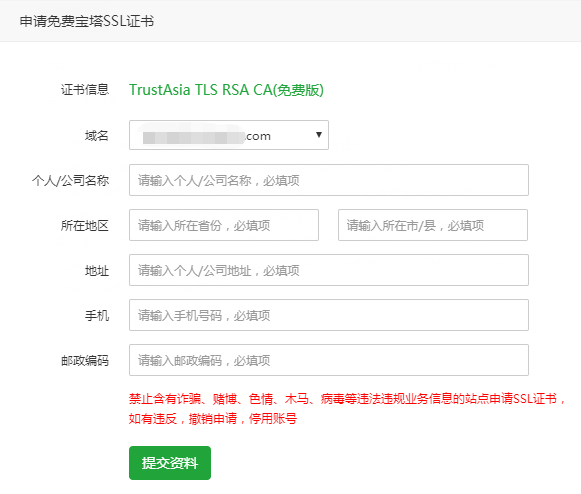 申请免费宝塔SSL证书
证书信息 TrustAsia TLS RSA CA(免费版)
域名 .com
个人/公司名称 请输入个人/公司名称，必填项
所在地区 请输入所在省份，必填项 请输入所在市/县，必填项
地址 请输入个人/公司地址，必填项
手机 请输入手机号码，必填项
邮政编码 请输入邮政编码，必填项
禁止含有诈骗、赌博、色情、木马、病毒等违法违规业务信息的站点申请SSL证书，
如有违反，撤销申请，停用账号
提交资料